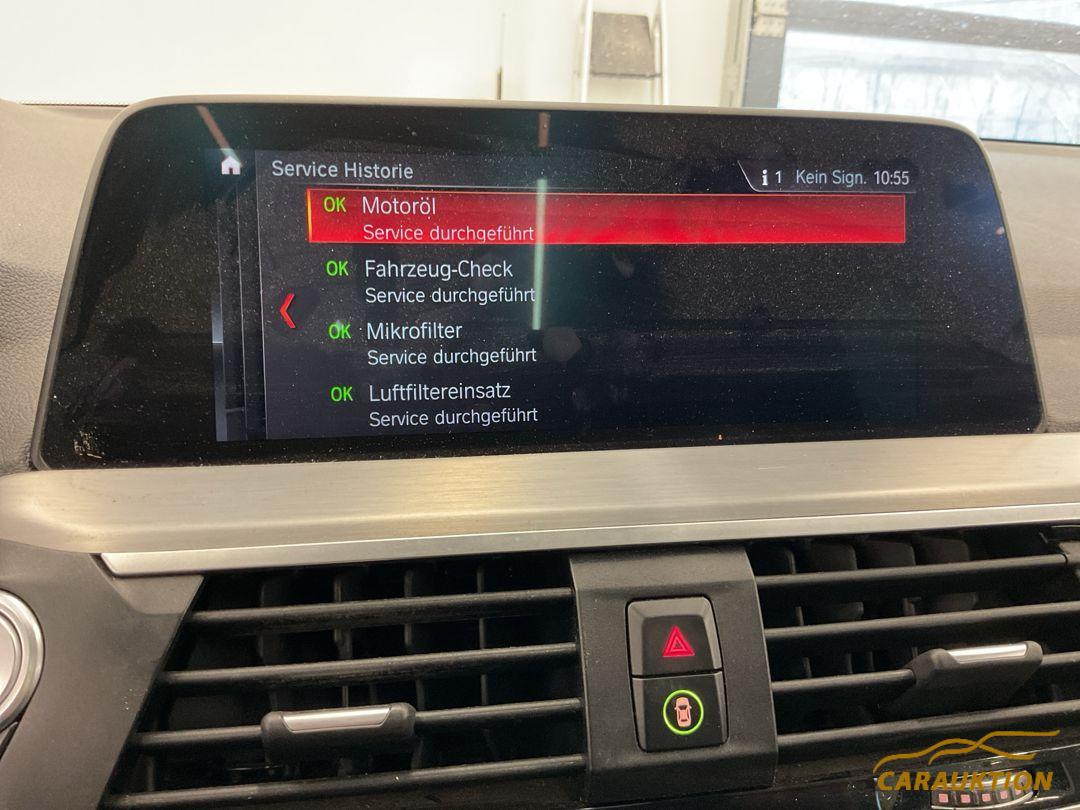 Service Historie
1 Kein Sign. 10:55
OK Motoröl
Service durchgeführt
OK Fahrzeug-Check
Service durchgeführt
OK Mikrofilter
Service durchgeführt
OK Luftfiltereinsatz
Service durchgeführt
CARAUKTION